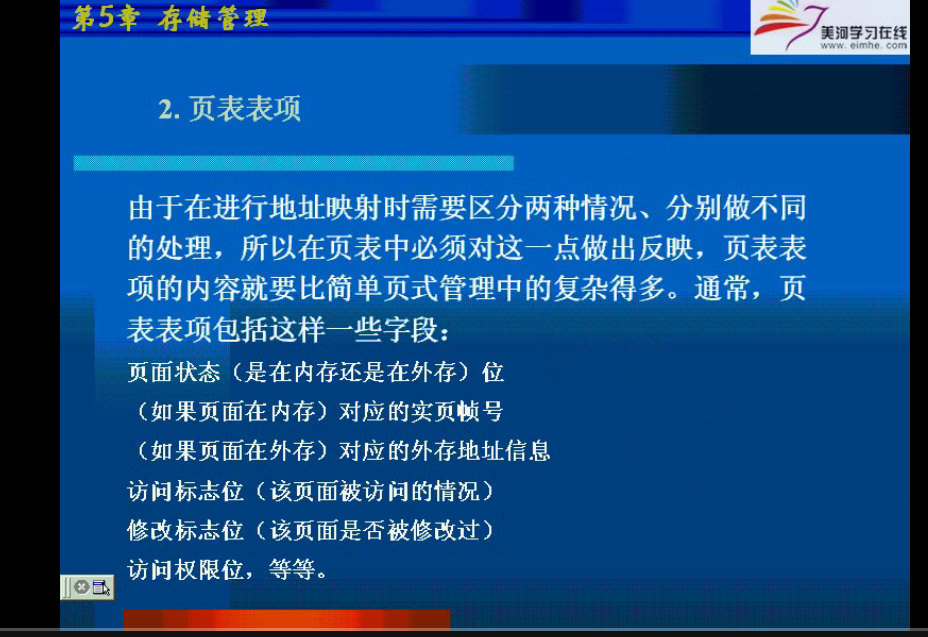 第5章 存储管理
美河学习在线
www.eimhe.com
2. 页表表项
由于在进行地址映射时需要区分两种情况、分别做不同
的处理，所以在页表中必须对这一点做出反映，页表表
项的内容就要比简单页式管理中的复杂得多。通常，页
表表项包括这样一些字段：
页面状态（是在内存还是在外存）位
（如果页面在内存）对应的实页帧号
（如果页面在外存）对应的外存地址信息
访问标志位（该页面被访问的情况）
修改标志位（该页面是否被修改过）
访问权限位，等等。